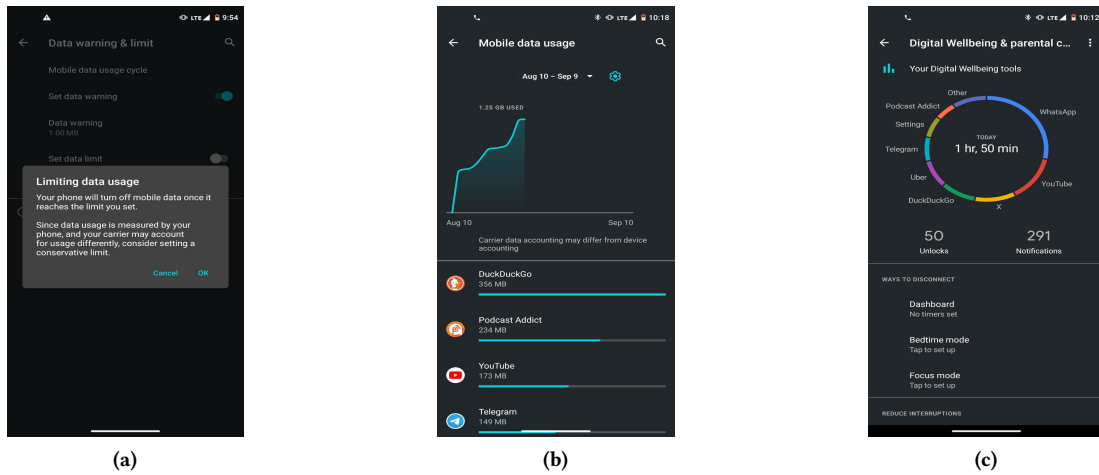 LTE 9:54
Data warning & limit
Mobile data usage cycle
Set data warning
Data warning
1.00 MB
Set data limit
Limiting data usage
Your phone will turn off mobile data once it
reaches the limit you set.
Since data usage is measured by your
phone, and your carrier may account
for usage differently, consider setting a
conservative limit.
Cancel OK
(a)
LTE 10:18
Mobile data usage
Aug 10 – Sep 9
1.25 GB USED
Aug 10 Sep 10
Carrier data accounting may differ from device
accounting
DuckDuckGo
356 MB
Podcast Addict
234 MB
YouTube
173 MB
Telegram
149 MB
(b)
LTE 10:12
Digital Wellbeing & parental c...
Your Digital Wellbeing tools
Other
Podcast Addict
WhatsApp
Settings
TODAY
Telegram
1 hr, 50 min
Uber
YouTube
DuckDuckGo
X
50 291
Unlocks Notifications
WAYS TO DISCONNECT
Dashboard
No timers set
Bedtime mode
Tap to set up
Focus mode
Tap to set up
REDUCE INTERRUPTIONS
(c)